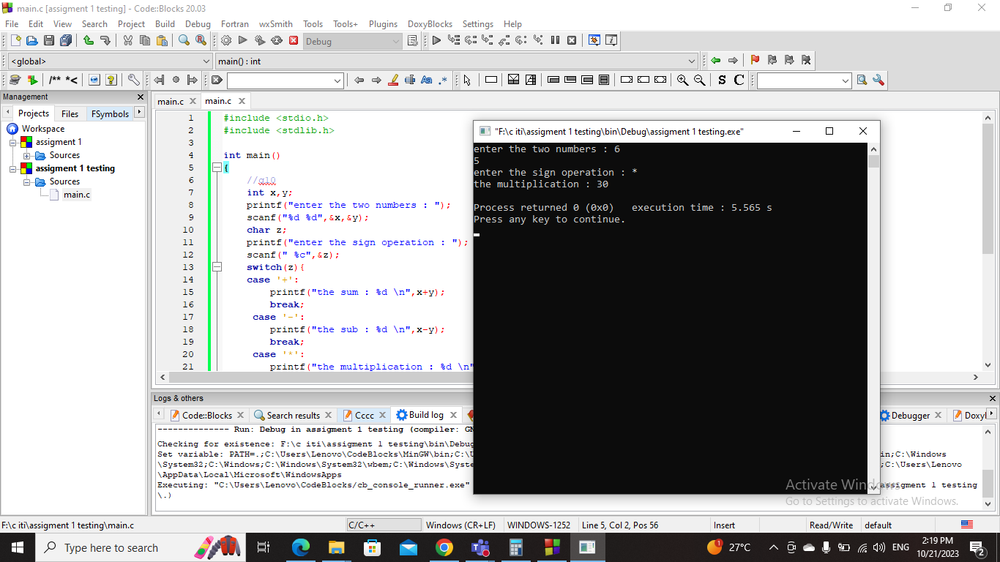 main.c [assigment 1 testing] - Code::Blocks 20.03
File Edit View Search Project Build Debug Fortran wxSmith Tools Tools+ Plugins DoxyBlocks Settings Help
Debug
<global> main() : int
/** *< Aa .* S C
Management
Projects Files FSymbols
main.c main.c
Workspace
assigment 1
Sources
assigment 1 testing
Sources
main.c
1 #include <stdio.h>
2 #include <stdlib.h>
3
4 int main()
5 {
6 //q10
7 int x,y;
8 printf("enter the two numbers : ");
9 scanf("%d %d",&x,&y);
10 char z;
11 printf("enter the sign operation : ");
12 scanf(" %c",&z);
13 switch(z){
14 case '+':
15 printf("the sum : %d \n",x+y);
16 break;
17 case '-':
18 printf("the sub : %d \n",x-y);
19 break;
20 case '*':
21 printf("the multiplication : %d \n"
"F:\c iti\assigment 1 testing\bin\Debug\assigment 1 testing.exe"
enter the two numbers : 6
5
enter the sign operation : *
the multiplication : 30
Process returned 0 (0x0) execution time : 5.565 s
Press any key to continue.
Logs & others
Code::Blocks Search results Cccc Build log Debugger Doxyl
-------------- Run: Debug in assigment 1 testing (compiler: GN
Checking for existence: F:\c iti\assigment 1 testing\bin\Debug
Set variable: PATH=.;C:\Users\Lenovo\CodeBlocks\MinGW\bin;C:\U in;C:\Windows
\System32;C:\Windows;C:\Windows\System32\wbem;C:\Windows\Syste ;C:\Users\Lenovo
\AppData\Local\Microsoft\WindowsApps
Executing: "C:\Users\Lenovo\CodeBlocks/cb_console_runner.exe" assigment 1 testing
\.)
Activate Windows
Go to Settings to activate Windows.
F:\c iti\assigment 1 testing\main.c C/C++ Windows (CR+LF) WINDOWS-1252 Line 5, Col 2, Pos 56 Insert Read/Write default
Type here to search 1 27°C ENG 2:19 PM
10/21/2023 2